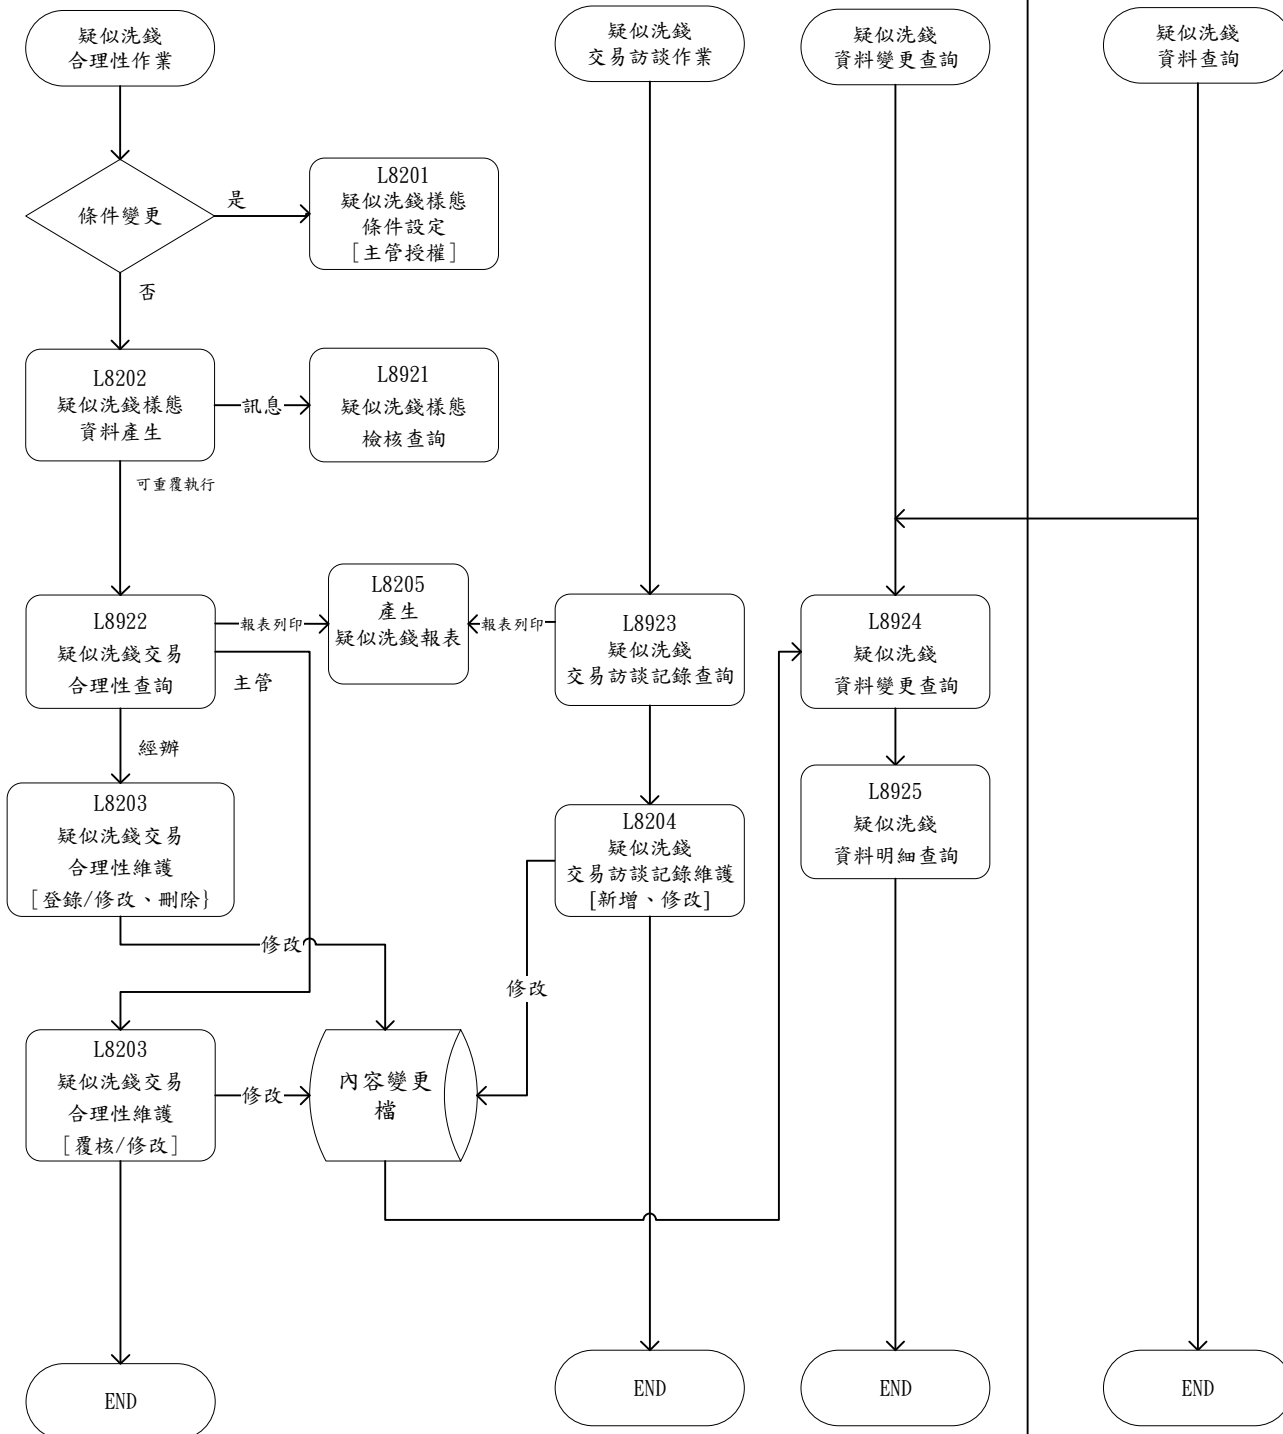 疑似洗錢
合理性作業
疑似洗錢
交易訪談作業
疑似洗錢
資料變更查詢
疑似洗錢
資料查詢
條件變更
是
L8201
疑似洗錢樣態
條件設定
[主管授權]
否
L8202
疑似洗錢樣態
資料產生
訊息
L8921
疑似洗錢樣態
檢核查詢
可重覆執行
L8922
疑似洗錢交易
合理性查詢
報表列印
L8205
產生
疑似洗錢報表
報表列印
L8923
疑似洗錢
交易訪談記錄查詢
L8924
疑似洗錢
資料變更查詢
主管
經辦
L8203
疑似洗錢交易
合理性維護
[登錄/修改、刪除}
L8204
疑似洗錢
交易訪談記錄維護
[新增、修改]
L8925
疑似洗錢
資料明細查詢
修改
修改
L8203
疑似洗錢交易
合理性維護
[覆核/修改]
修改
內容變更
檔
END
END
END
END